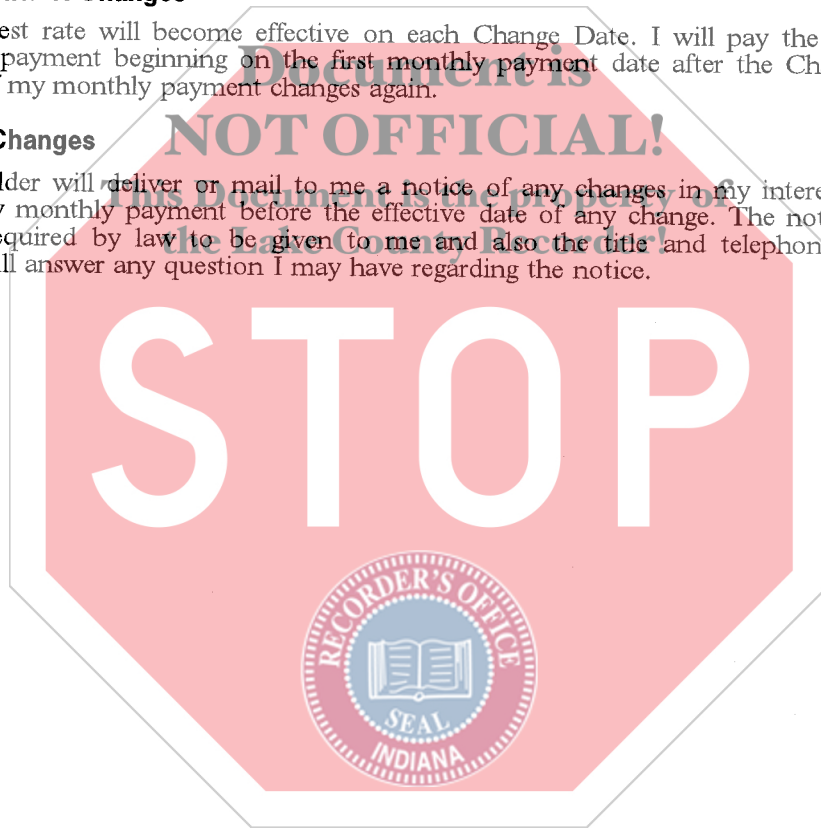 Changes
est rate will become effective on each Change Date. I will pay the
payment beginning on the first monthly payment date after the Ch
my monthly payment changes again.
Document is
NOT OFFICIAL!
Changes
lder will deliver or mail to me a notice of any changes in my intere
y monthly payment before the effective date of any change. The not
equired by law to be given to me and also the title and telephon
ll answer any question I may have regarding the notice.
This Document is the property of
the Lake County Recorder!
STOP
RECORDER'S OFFICE
SEAL
INDIANA